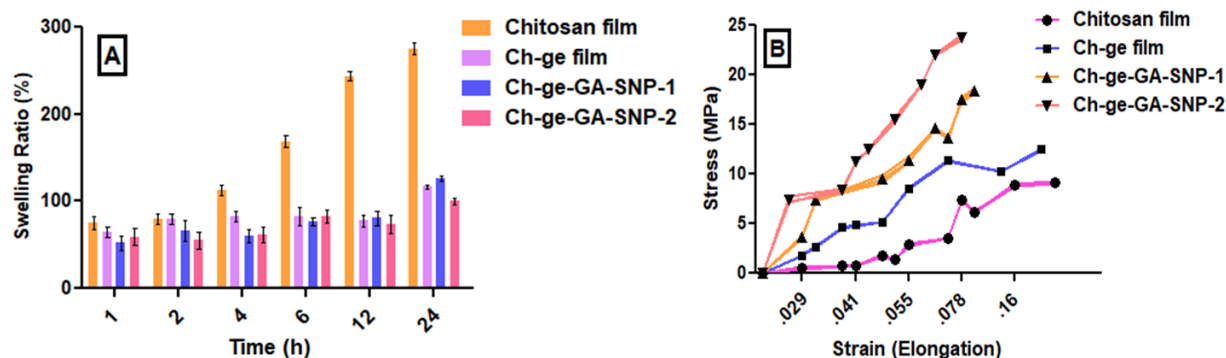 A
Swelling Ratio (%)
300
200
100
0
1 2 4 6 12 24
Time (h)
Chitosan film
Ch-ge film
Ch-ge-GA-SNP-1
Ch-ge-GA-SNP-2
B
Stress (MPa)
25
20
15
10
5
0
.029 .041 .055 .078 .16
Strain (Elongation)
Chitosan film
Ch-ge film
Ch-ge-GA-SNP-1
Ch-ge-GA-SNP-2